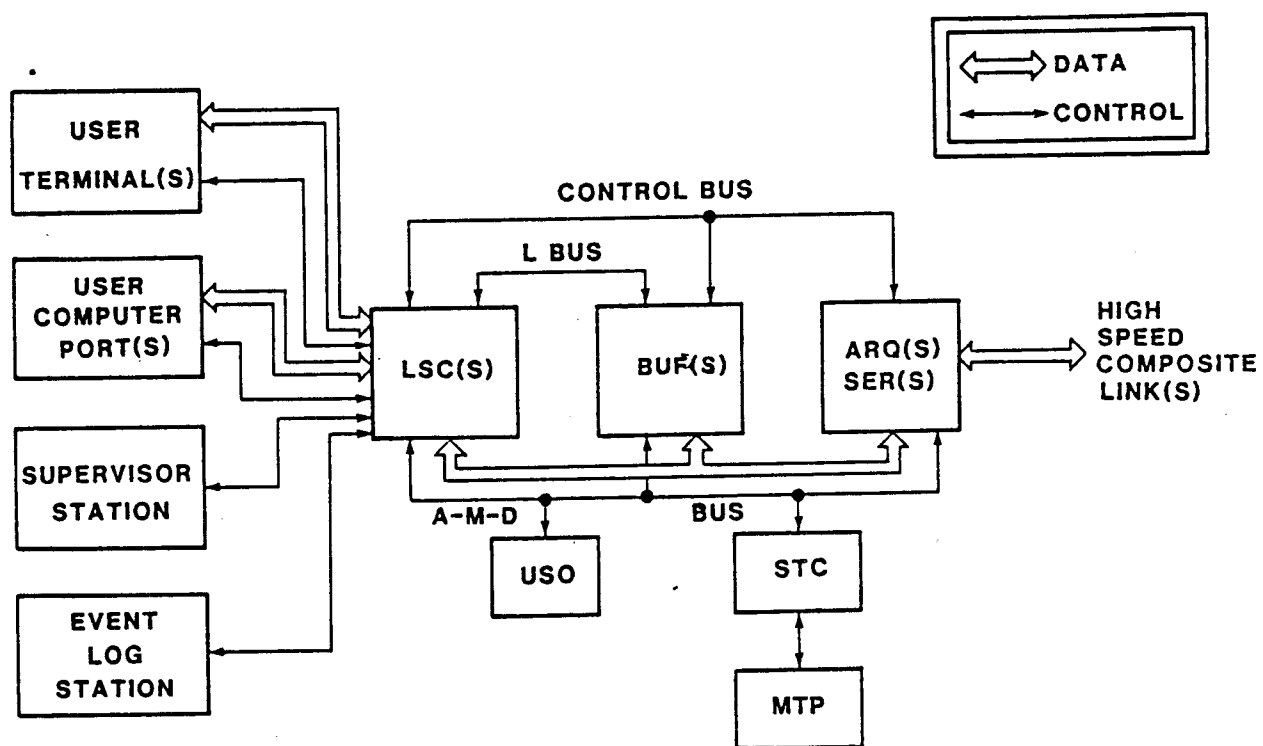 DATA
CONTROL
USER
TERMINAL(S)
CONTROL BUS
L BUS
USER
COMPUTER
PORT(S)
LSC(S)
BUF(S)
ARQ(S)
SER(S)
HIGH
SPEED
COMPOSITE
LINK(S)
SUPERVISOR
STATION
A-M-D
BUS
USO
STC
EVENT
LOG
STATION
MTP